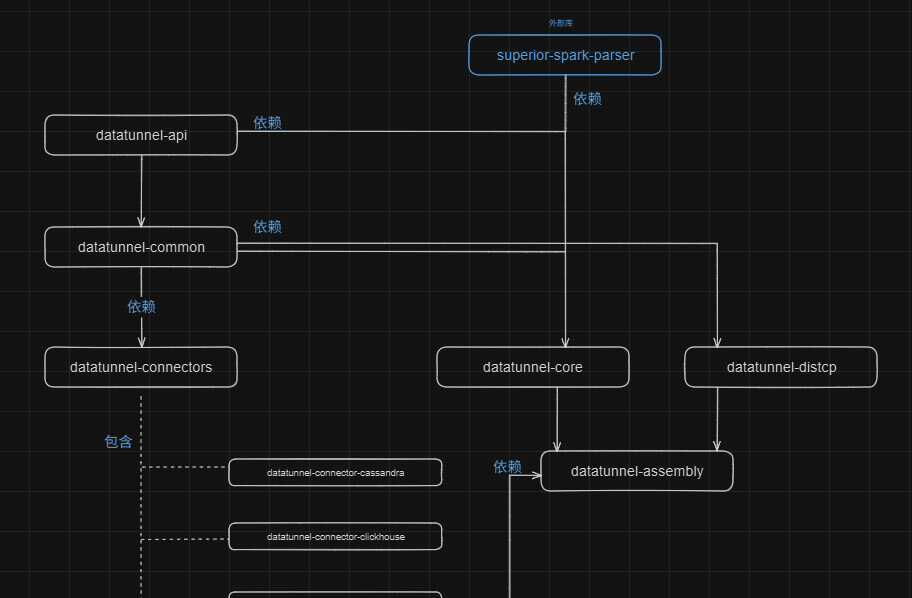 外部库
superior-spark-parser
依赖
依赖
datatunnel-api
依赖
datatunnel-common
依赖
datatunnel-connectors
datatunnel-core
datatunnel-distcp
包含
依赖
datatunnel-assembly
datatunnel-connector-cassandra
datatunnel-connector-clickhouse